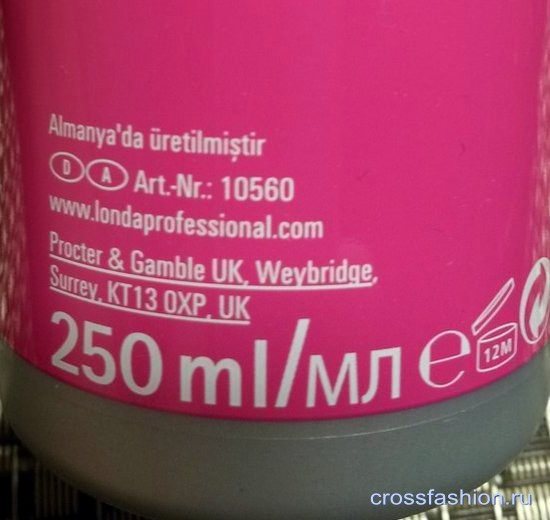 Almanya'da üretilmiştir
D A Art.-Nr.: 10560
www.londaprofessional.com
Procter & Gamble UK, Weybridge,
Surrey, KT13 0XP, UK
250 ml/МЛ e 12M
crossfashion.ru